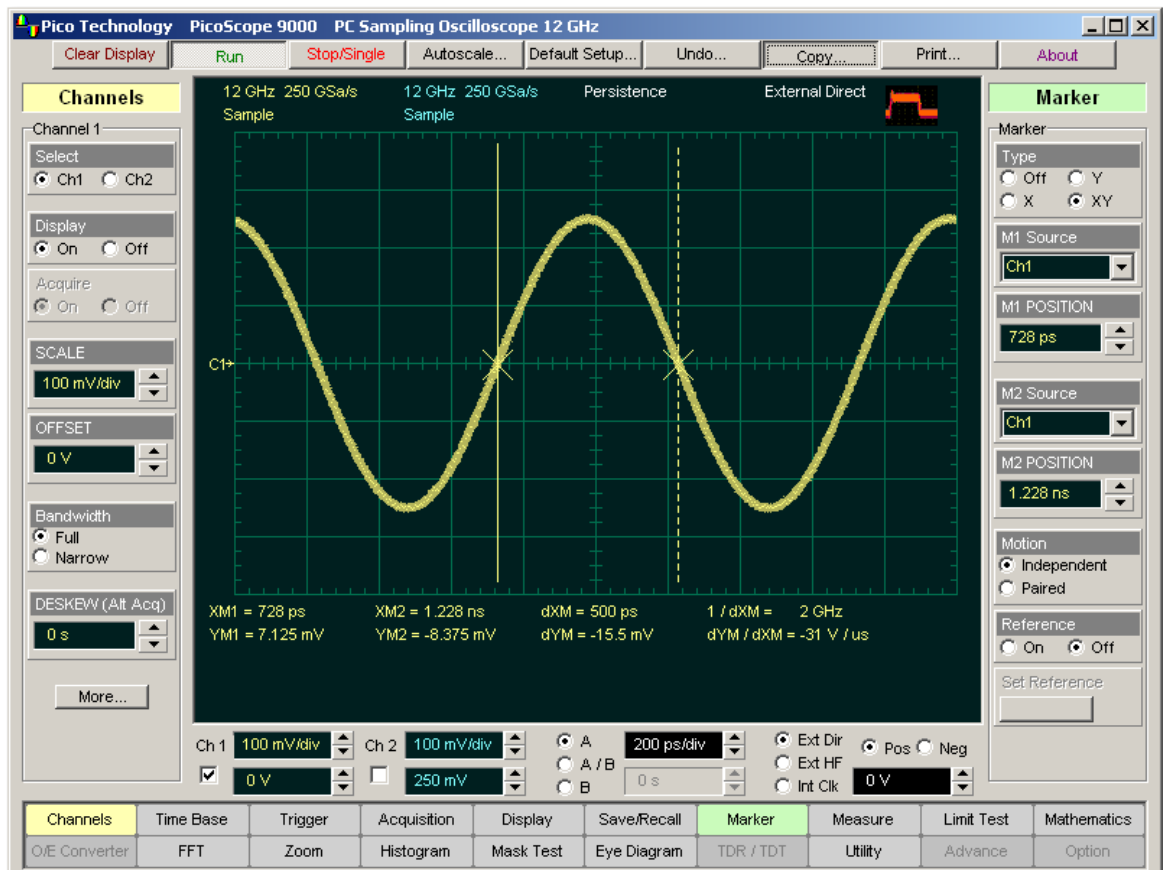 Pico Technology PicoScope 9000 PC Sampling Oscilloscope 12 GHz
Clear Display Run Stop/Single Autoscale... Default Setup... Undo... Copy... Print... About
Channels
Channel 1
Select
Ch1 Ch2
Display
On Off
Acquire
On Off
SCALE
100 mV/div
OFFSET
0 V
Bandwidth
Full
Narrow
DESKEW (Alt Acq)
0 s
More...
12 GHz 250 GSa/s 12 GHz 250 GSa/s Persistence External Direct
Sample Sample
C1
XM1 = 728 ps XM2 = 1.228 ns dXM = 500 ps 1 / dXM = 2 GHz
YM1 = 7.125 mV YM2 = -8.375 mV dYM = -15.5 mV dYM / dXM = -31 V / us
Marker
Marker
Type
Off Y
X XY
M1 Source
Ch1
M1 POSITION
728 ps
M2 Source
Ch1
M2 POSITION
1.228 ns
Motion
Independent
Paired
Reference
On Off
Set Reference
Ch 1 100 mV/div Ch 2 100 mV/div A 200 ps/div Ext Dir Pos Neg
A / B Ext HF
0 V 250 mV B 0 s Int Clk 0 V
Channels Time Base Trigger Acquisition Display Save/Recall Marker Measure Limit Test Mathematics
O/E Converter FFT Zoom Histogram Mask Test Eye Diagram TDR / TDT Utility Advance Option